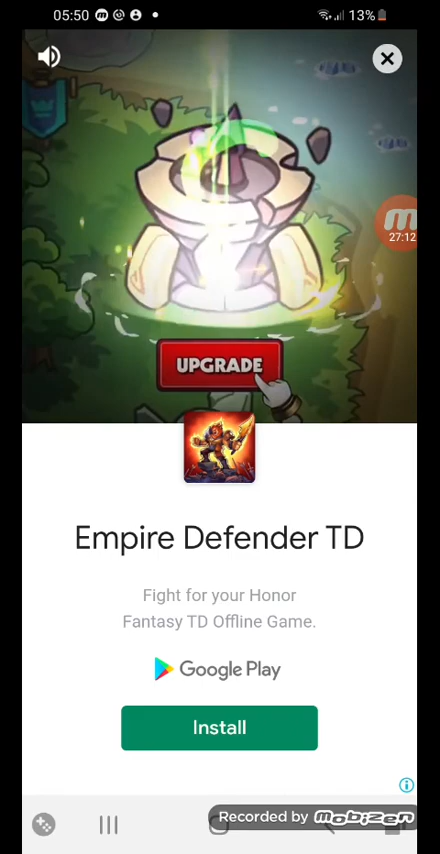 05:50
13%
27:12
UPGRADE
Empire Defender TD
Fight for your Honor
Fantasy TD Offline Game.
Google Play
Install
Recorded by mobizen